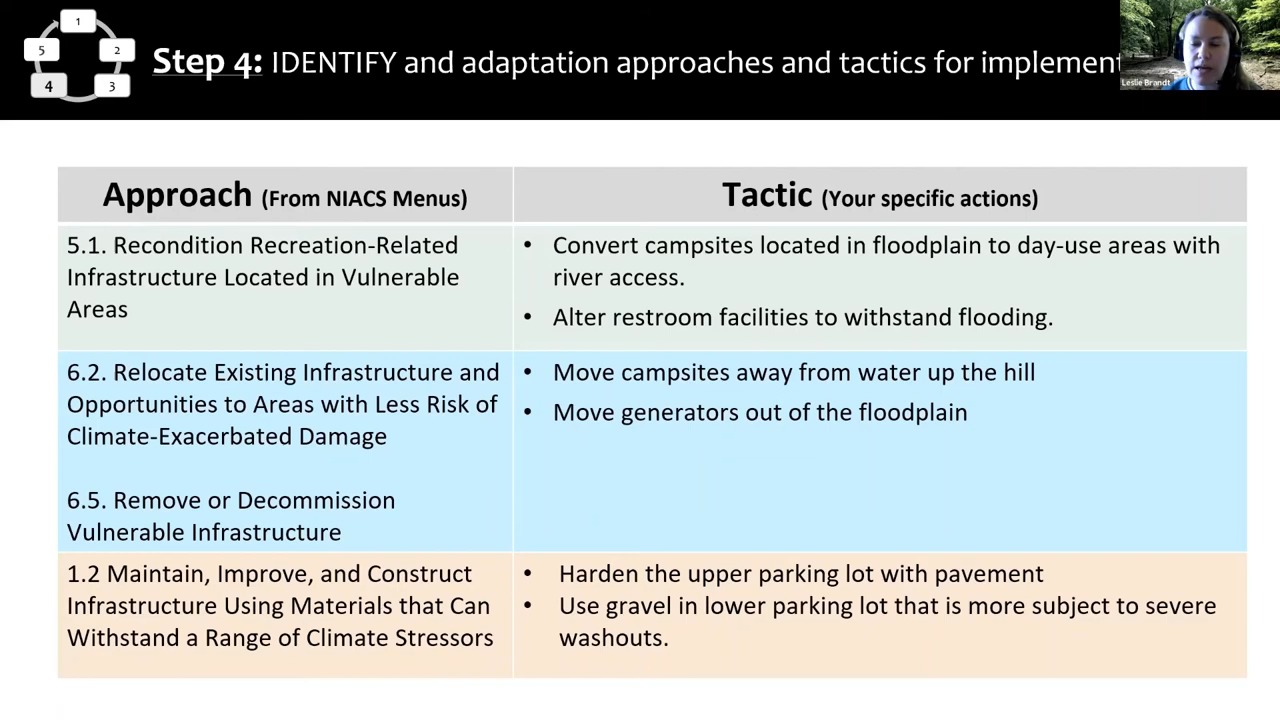 1
5
2
4
3
Step 4: IDENTIFY and adaptation approaches and tactics for implement
Leslie Brandt
Approach (From NIACS Menus)
Tactic (Your specific actions)
5.1. Recondition Recreation-Related
Infrastructure Located in Vulnerable
Areas
• Convert campsites located in floodplain to day-use areas with
river access.
• Alter restroom facilities to withstand flooding.
6.2. Relocate Existing Infrastructure and
Opportunities to Areas with Less Risk of
Climate-Exacerbated Damage
6.5. Remove or Decommission
Vulnerable Infrastructure
• Move campsites away from water up the hill
• Move generators out of the floodplain
1.2 Maintain, Improve, and Construct
Infrastructure Using Materials that Can
Withstand a Range of Climate Stressors
• Harden the upper parking lot with pavement
• Use gravel in lower parking lot that is more subject to severe
washouts.